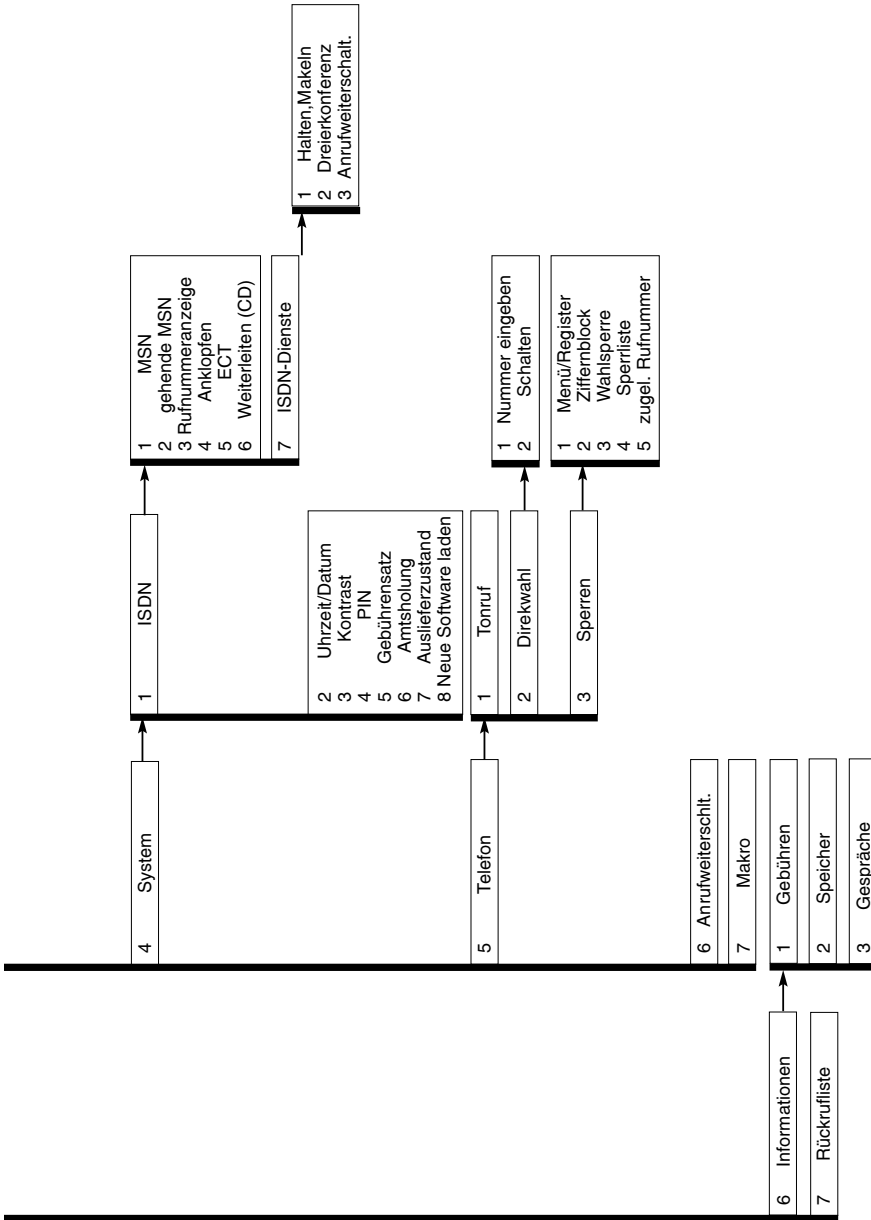 4 System
1 ISDN
1 MSN
2 gehende MSN
3 Rufnummeranzeige
4 Anklopfen
5 ECT
6 Weiterleiten (CD)
7 ISDN-Dienste
1 Halten,Makeln
2 Dreierkonferenz
3 Anrufweiterschalt.
2 Uhrzeit/Datum
3 Kontrast
4 PIN
5 Gebührensatz
6 Amtsholung
7 Auslieferzustand
8 Neue Software laden
5 Telefon
1 Tonruf
2 Direkwahl
1 Nummer eingeben
2 Schalten
3 Sperren
1 Menü/Register
2 Ziffernblock
3 Wahlsperre
4 Sperrliste
5 zugel. Rufnummer
6 Anrufweiterschlt.
7 Makro
6 Informationen
1 Gebühren
2 Speicher
3 Gespräche
7 Rückrufliste